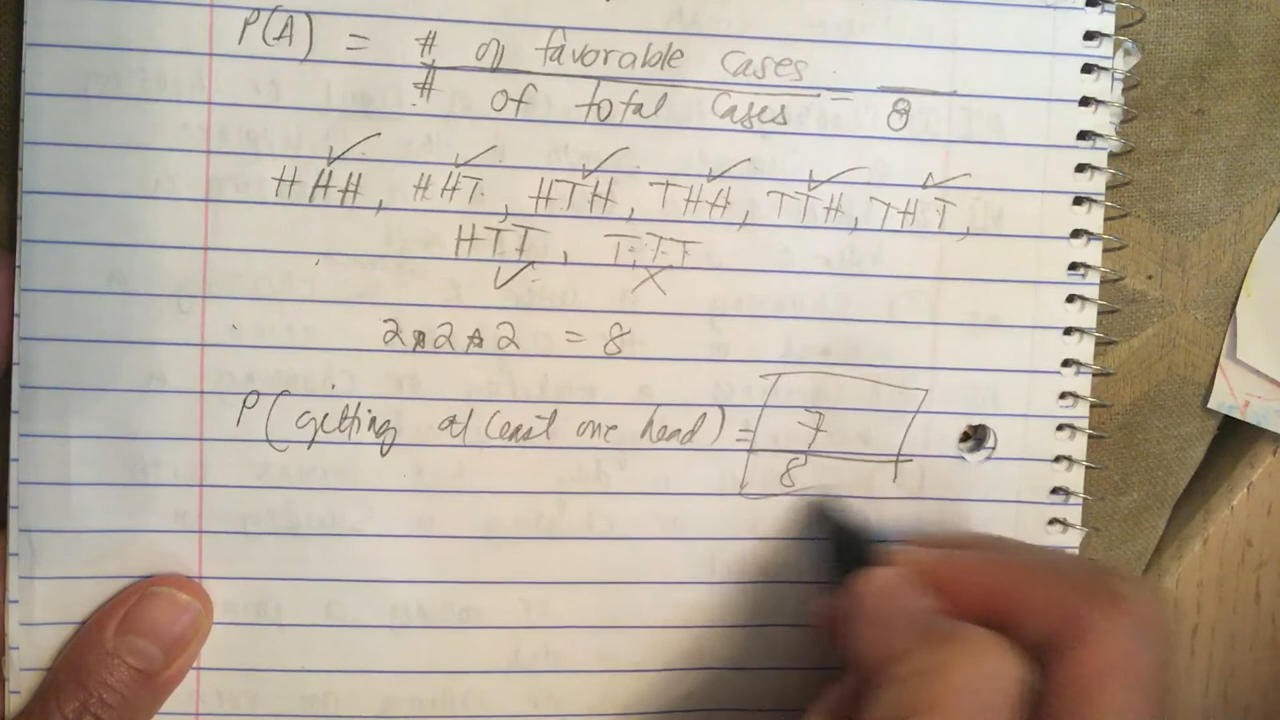 P(A) = # of favorable cases
# of total cases = 8
HHH, HHT, HTH, THH, TTH, THT,
HTT, TTT
2*2*2 = 8
P(getting at least one head) = 7
8